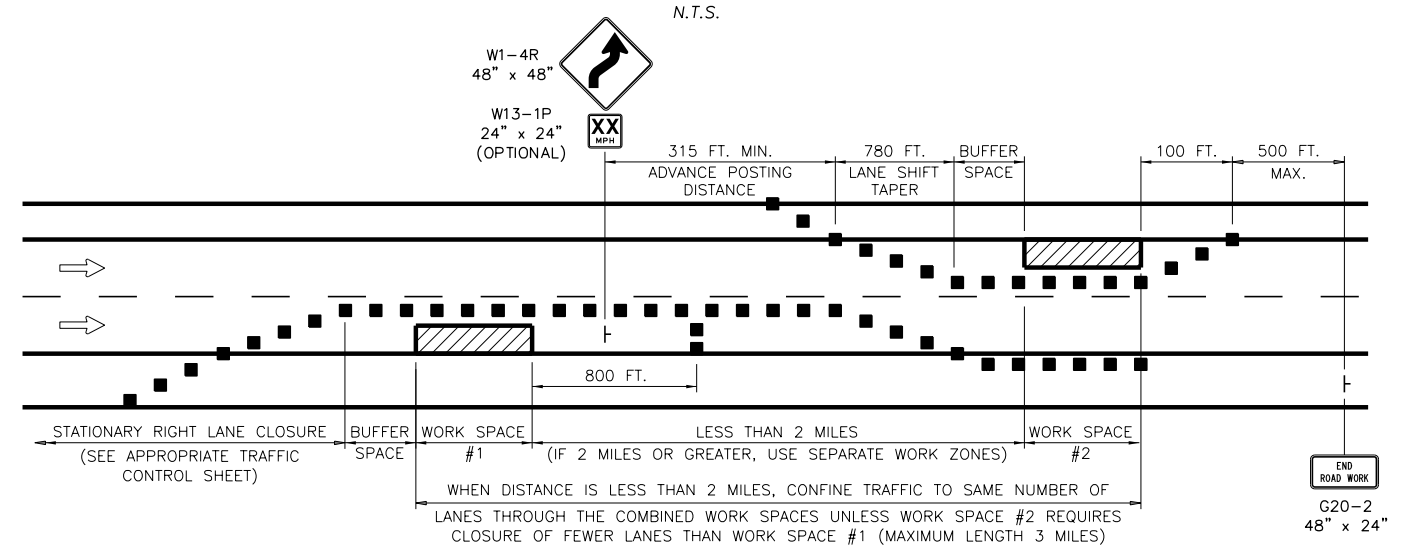 N.T.S.
W1-4R
48" x 48"
W13-1P
24" x 24"
(OPTIONAL)
XX
MPH
315 FT. MIN.
ADVANCE POSTING
DISTANCE
780 FT.
LANE SHIFT
TAPER
BUFFER
SPACE
100 FT.
500 FT.
MAX.
800 FT.
STATIONARY RIGHT LANE CLOSURE
(SEE APPROPRIATE TRAFFIC
CONTROL SHEET)
BUFFER
SPACE
WORK SPACE
#1
LESS THAN 2 MILES
(IF 2 MILES OR GREATER, USE SEPARATE WORK ZONES)
WORK SPACE
#2
WHEN DISTANCE IS LESS THAN 2 MILES, CONFINE TRAFFIC TO SAME NUMBER OF
LANES THROUGH THE COMBINED WORK SPACES UNLESS WORK SPACE #2 REQUIRES
CLOSURE OF FEWER LANES THAN WORK SPACE #1 (MAXIMUM LENGTH 3 MILES)
END
ROAD WORK
G20-2
48" x 24"